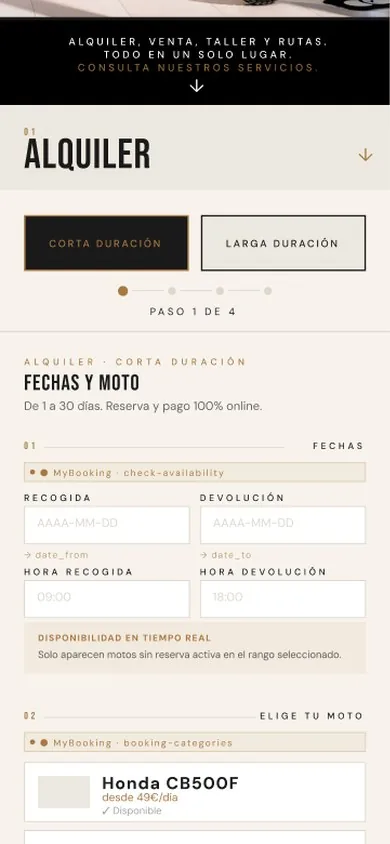 ALQUILER, VENTA, TALLER Y RUTAS.
TODO EN UN SOLO LUGAR.
CONSULTA NUESTROS SERVICIOS.
↓
01
ALQUILER
↓
CORTA DURACIÓN
LARGA DURACIÓN
PASO 1 DE 4
ALQUILER · CORTA DURACIÓN
FECHAS Y MOTO
De 1 a 30 días. Reserva y pago 100% online.
01 FECHAS
MyBooking · check-availability
RECOGIDA DEVOLUCIÓN
AAAA-MM-DD AAAA-MM-DD
→ date_from → date_to
HORA RECOGIDA HORA DEVOLUCIÓN
09:00 18:00
DISPONIBILIDAD EN TIEMPO REAL
Solo aparecen motos sin reserva activa en el rango seleccionado.
02 ELIGE TU MOTO
MyBooking · booking-categories
Honda CB500F
desde 49€/día
✓ Disponible